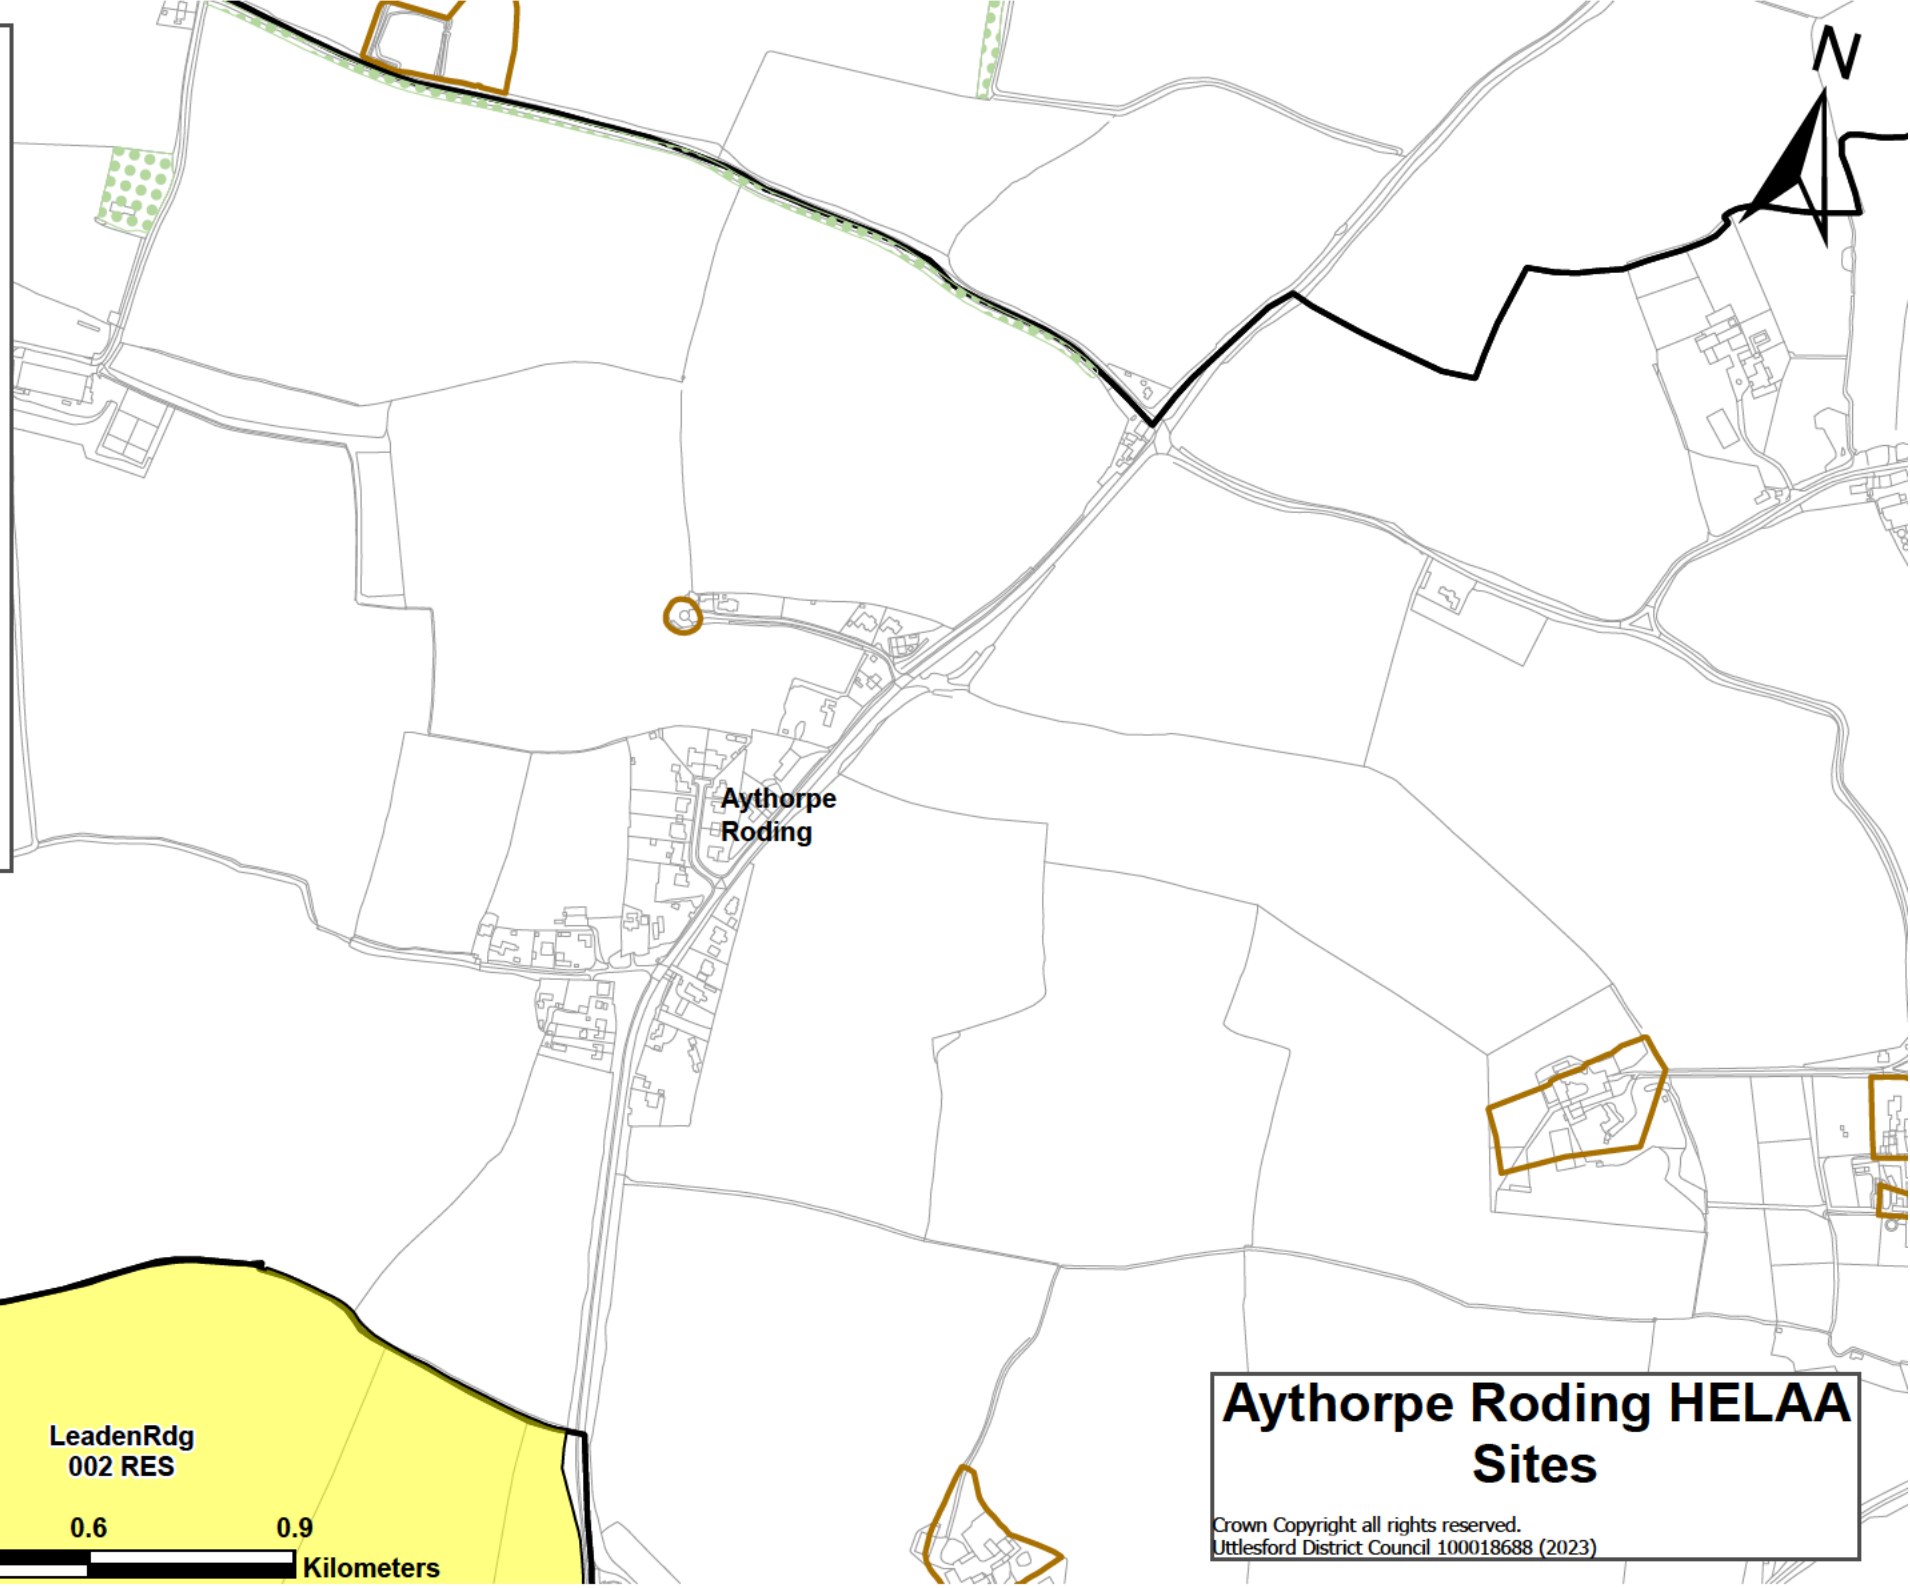 N
Aythorpe
Roding
LeadenRdg
002 RES
0.6 0.9
Kilometers
Aythorpe Roding HELAA
Sites
Crown Copyright all rights reserved.
Uttlesford District Council 100018688 (2023)